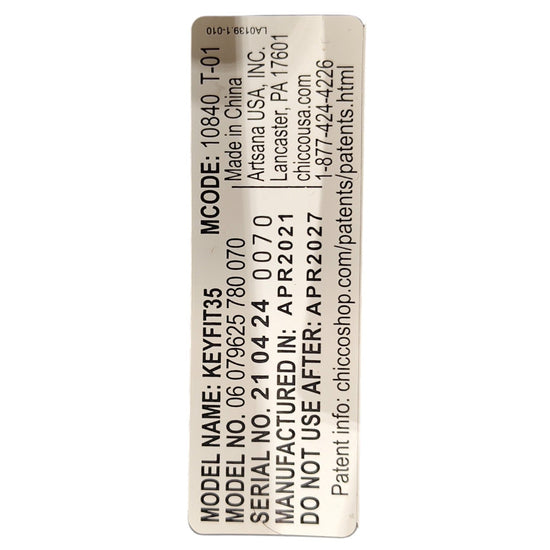 LA0139.1-010
MODEL NAME: KEYFIT35 MCODE: 10840 T-01
MODEL NO. 06 079625 780 070 Made in China
SERIAL NO. 21 04 24 0070 Artsana USA, INC.
MANUFACTURED IN: APR2021 Lancaster, PA 17601
DO NOT USE AFTER: APR2027 chiccousa.com
1-877-424-4226
Patent info: chiccoshop.com/patents/patents.html